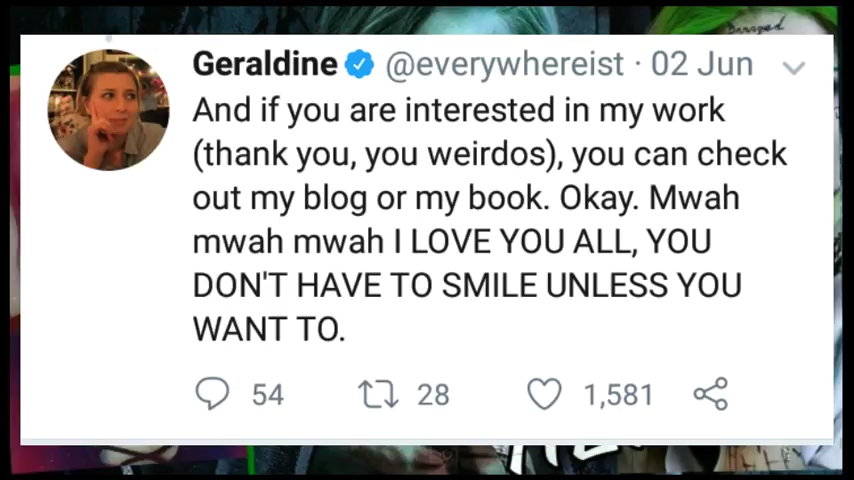 Damaged
Geraldine @everywhereist · 02 Jun
And if you are interested in my work
(thank you, you weirdos), you can check
out my blog or my book. Okay. Mwah
mwah mwah I LOVE YOU ALL, YOU
DON'T HAVE TO SMILE UNLESS YOU
WANT TO.
54 28 1,581